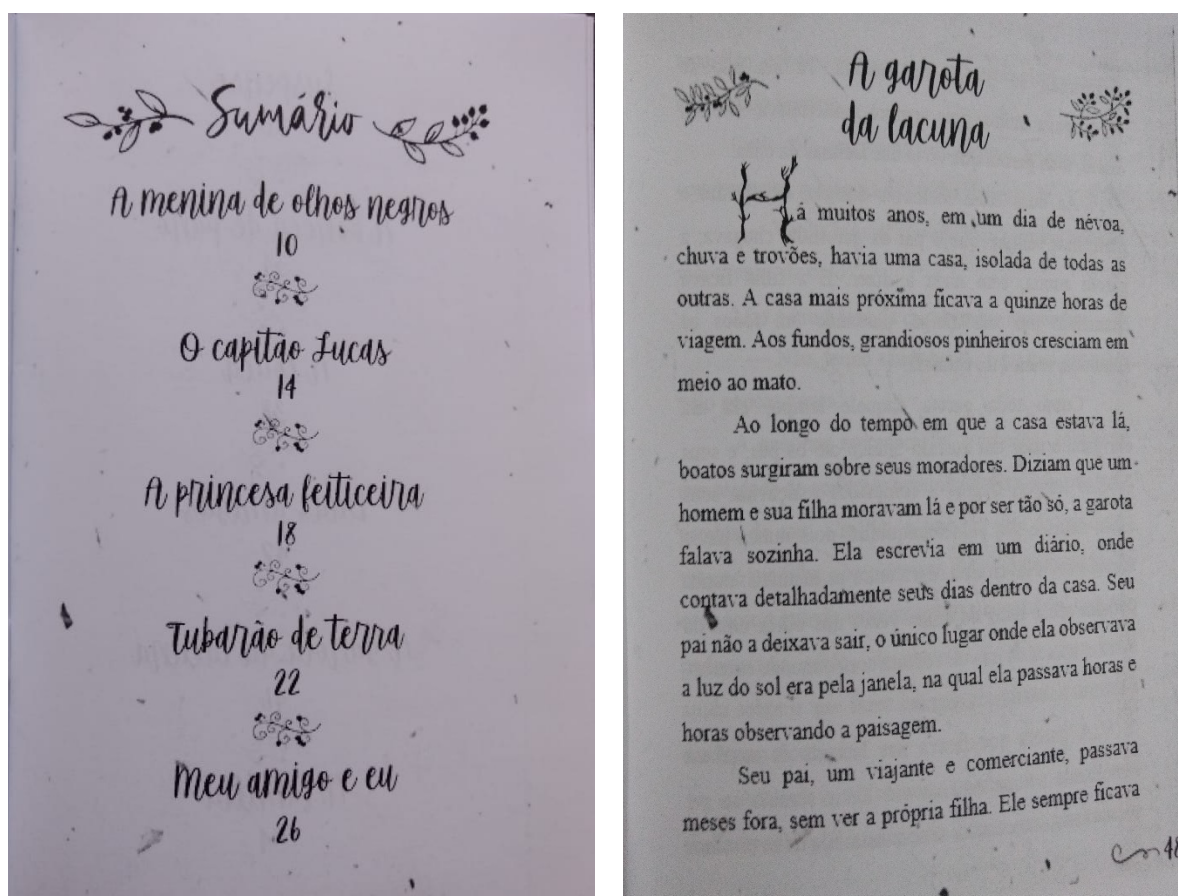 Sumário
A menina de olhos negros
10
O capitão Lucas
14
A princesa feiticeira
18
Tubarão de terra
22
Meu amigo e eu
26
A garota
da lacuna
Há muitos anos, em um dia de névoa,
chuva e trovões, havia uma casa, isolada de todas as
outras. A casa mais próxima ficava a quinze horas de
viagem. Aos fundos, grandiosos pinheiros cresciam em
meio ao mato.
Ao longo do tempo em que a casa estava lá,
boatos surgiram sobre seus moradores. Diziam que um
homem e sua filha moravam lá e por ser tão só, a garota
falava sozinha. Ela escrevia em um diário, onde
contava detalhadamente seus dias dentro da casa. Seu
pai não a deixava sair, o único lugar onde ela observava
a luz do sol era pela janela, na qual ela passava horas e
horas observando a paisagem.
Seu pai, um viajante e comerciante, passava
meses fora, sem ver a própria filha. Ele sempre ficava
48